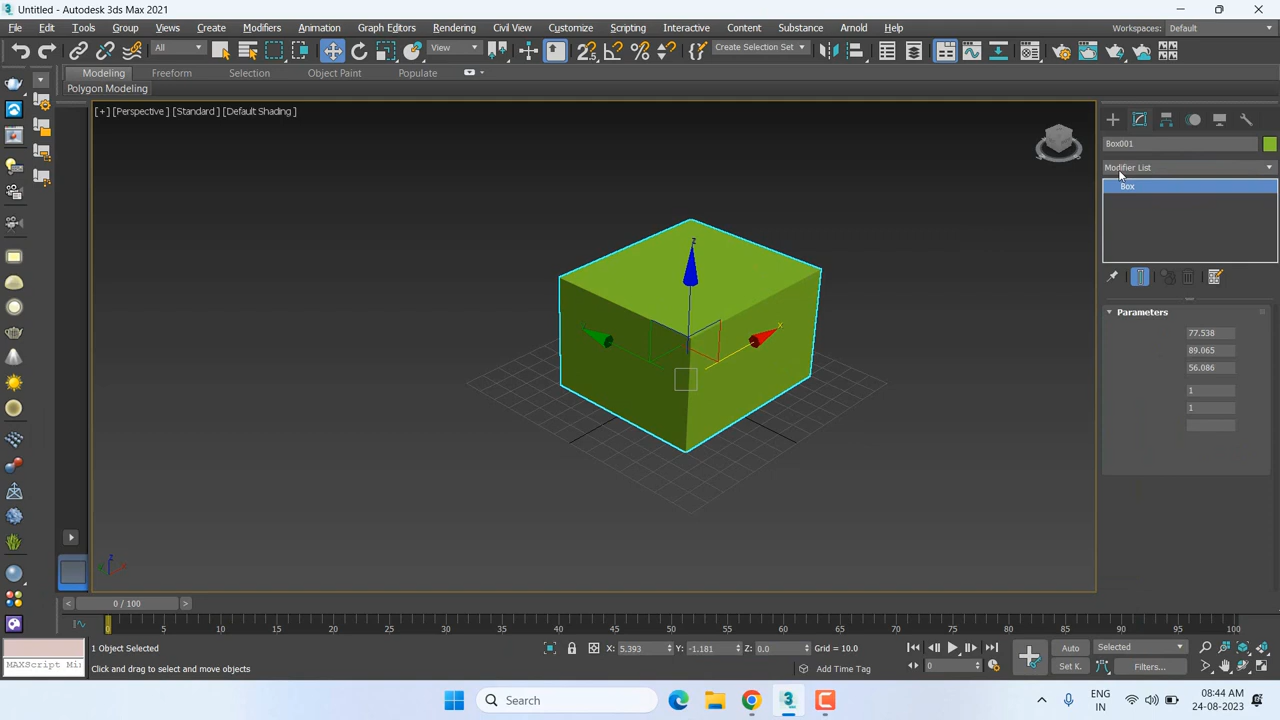 Untitled - Autodesk 3ds Max 2021
File Edit Tools Group Views Create Modifiers Animation Graph Editors Rendering Civil View Customize Scripting Interactive Content Substance Arnold Help Workspaces: Default
All View Create Selection Set
Modeling Freeform Selection Object Paint Populate
Polygon Modeling
[+] [Perspective ] [Standard ] [Default Shading ]
Box001
Modifier List
Box
Parameters
77.538
89.065
56.086
1
1
z
x
z
0 / 100
0 5 10 15 20 25 30 35 40 45 50 55 60 65 70 75 80 85 90 95 100
1 Object Selected X: 5.393 Y: -1.181 Z: 0.0 Grid = 10.0 Auto Selected
MAXScript Mi Click and drag to select and move objects Add Time Tag 0 Set K. Filters...
Search
ENG
IN
08:44 AM
24-08-2023